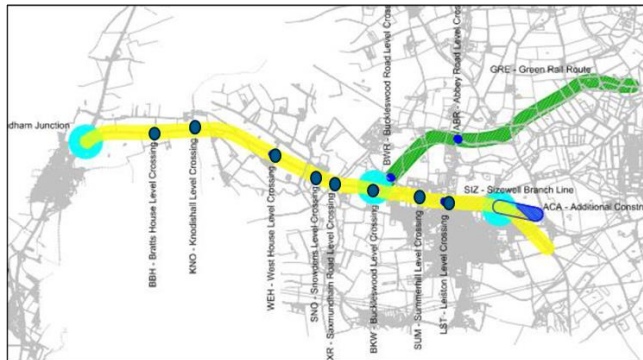 GRE - Green Rail Route
BWR - Buckleswood Road Level Cross
ABR - Abbey Road Level Cros
ndham Junction
SIZ - Sizewell Branch Line
ACA - Additional Constr
BBH - Bratts House Level Crossing
KNO - Knodishall Level Crossing
WEH - West House Level Crossing
SNO - Snowdens Level Crossing
XR - Saxmundham Road Level Crossing
BKW - Buckleswood Level Crossing
SUM - Summerhill Level Crossing
LST - Leiston Level Crossing